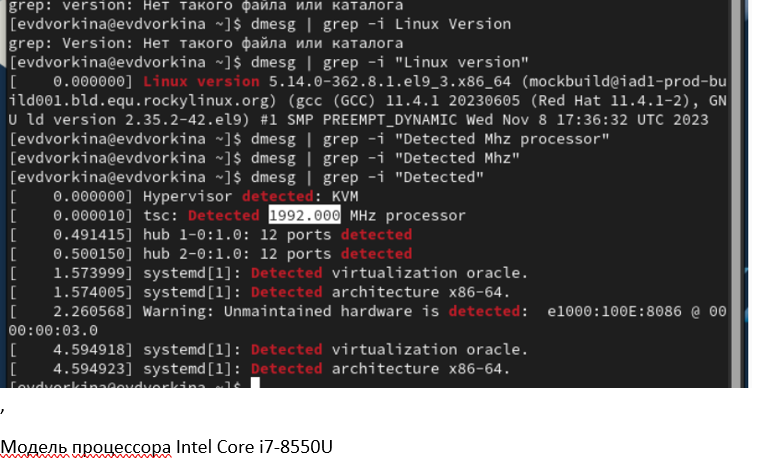 grep: version: Нет такого файла или каталога
[evdvorkina@evdvorkina ~]$ dmesg | grep -i Linux Version
grep: Version: Нет такого файла или каталога
[evdvorkina@evdvorkina ~]$ dmesg | grep -i "Linux version"
[    0.000000] Linux version 5.14.0-362.8.1.el9_3.x86_64 (mockbuild@iad1-prod-bu
ild001.bld.equ.rockylinux.org) (gcc (GCC) 11.4.1 20230605 (Red Hat 11.4.1-2), GN
U ld version 2.35.2-42.el9) #1 SMP PREEMPT_DYNAMIC Wed Nov 8 17:36:32 UTC 2023
[evdvorkina@evdvorkina ~]$ dmesg | grep -i "Detected Mhz processor"
[evdvorkina@evdvorkina ~]$ dmesg | grep -i "Detected Mhz"
[evdvorkina@evdvorkina ~]$ dmesg | grep -i "Detected"
[    0.000000] Hypervisor detected: KVM
[    0.000010] tsc: Detected 1992.000 MHz processor
[    0.491415] hub 1-0:1.0: 12 ports detected
[    0.500150] hub 2-0:1.0: 12 ports detected
[    1.573999] systemd[1]: Detected virtualization oracle.
[    1.574005] systemd[1]: Detected architecture x86-64.
[    2.260568] Warning: Unmaintained hardware is detected:  e1000:100E:8086 @ 00
00:00:03.0
[    4.594918] systemd[1]: Detected virtualization oracle.
[    4.594923] systemd[1]: Detected architecture x86-64.
[evdvorkina@evdvorkina ~]$
,
Модель процессора Intel Core i7-8550U